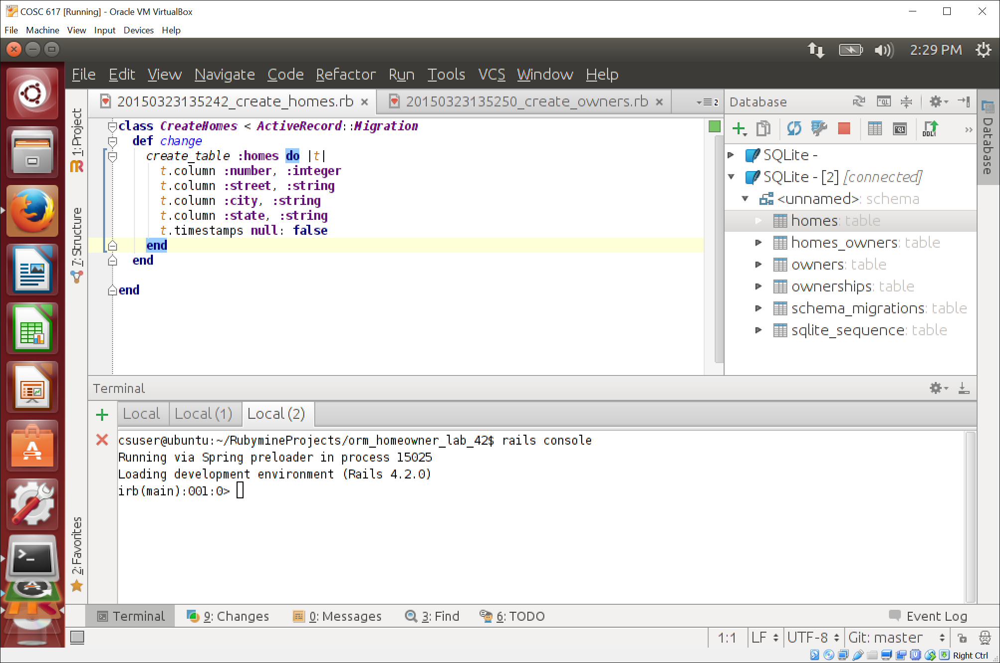 COSC 617 [Running] - Oracle VM VirtualBox
File Machine View Input Devices Help
2:29 PM
File Edit View Navigate Code Refactor Run Tools VCS Window Help
20150323135242_create_homes.rb
20150323135250_create_owners.rb
2
Database
1: Project
7: Structure
2: Favorites
class CreateHomes < ActiveRecord::Migration
def change
create_table :homes do |t|
t.column :number, :integer
t.column :street, :string
t.column :city, :string
t.column :state, :string
t.timestamps null: false
end
end
end
DDL
SQLite -
SQLite - [2] [connected]
<unnamed>: schema
homes: table
homes_owners: table
owners: table
ownerships: table
schema_migrations: table
sqlite_sequence: table
Database
Terminal
Local Local (1) Local (2)
csuser@ubuntu:~/RubymineProjects/orm_homeowner_lab_42$ rails console
Running via Spring preloader in process 15025
Loading development environment (Rails 4.2.0)
irb(main):001:0>
Terminal 9: Changes 0: Messages 3: Find 6: TODO Event Log
1:1 LF UTF-8 Git: master
Right Ctrl